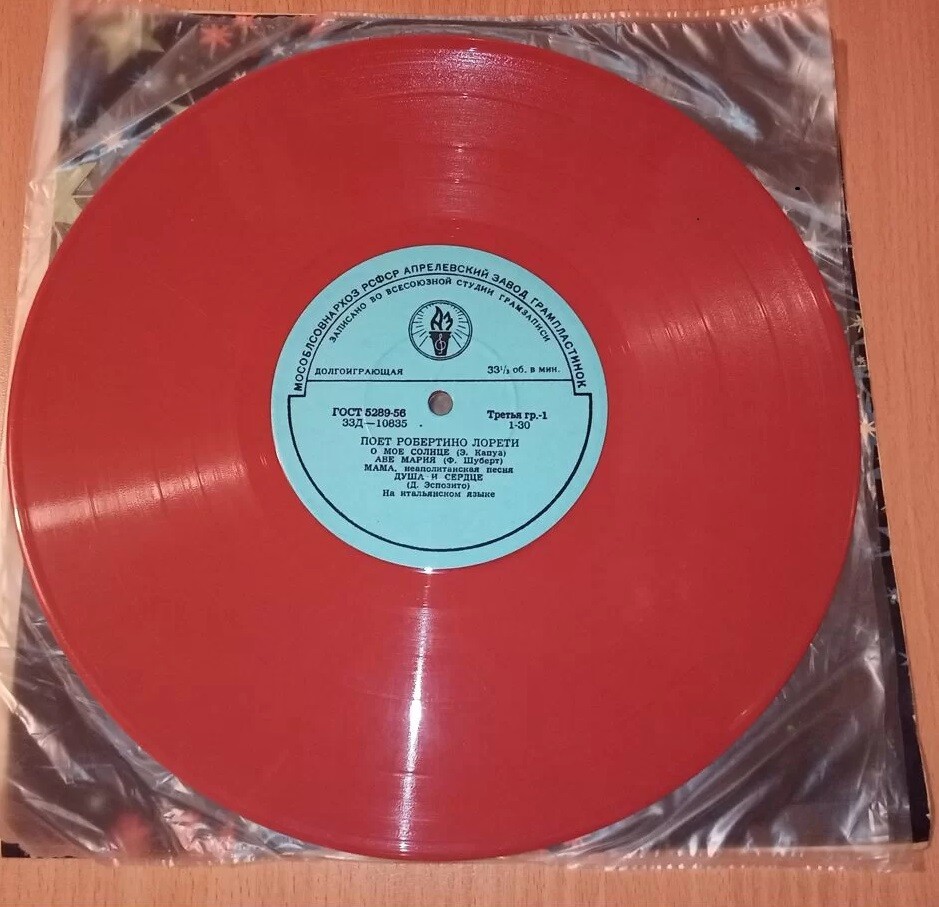 МОСОБЛСОВНАРХОЗ РСФСР АПРЕЛЕВСКИЙ ЗАВОД ГРАМПЛАСТИНОК
ЗАПИСАНО ВО ВСЕСОЮЗНОЙ СТУДИИ ГРАМЗАПИСИ
АЗ
ДОЛГОИГРАЮЩАЯ 33⅓ об. в мин.
ГОСТ 5289-56 Третья гр.-1
33Д—10835 1-30
ПОЕТ РОБЕРТИНО ЛОРЕТИ
О МОЕ СОЛНЦЕ (Э. Капуа)
АВЕ МАРИЯ (Ф. Шуберт)
МАМА, неаполитанская песня
ДУША И СЕРДЦЕ
(Д. Эспозито)
На итальянском языке